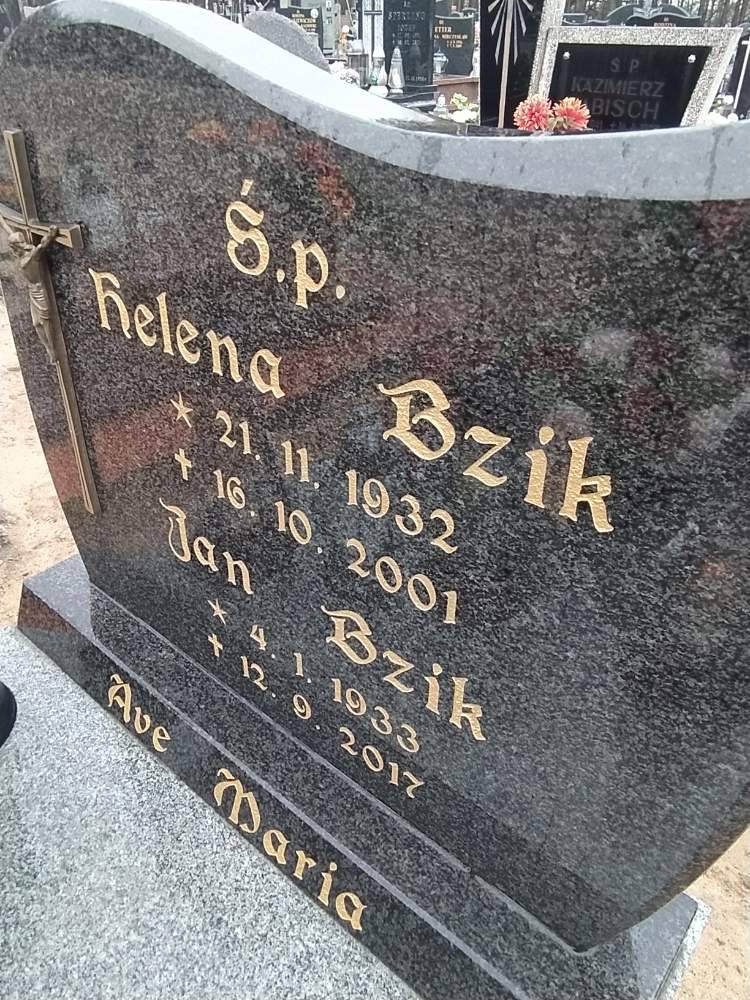 Ś.p.
Helena Bzik
* 21. 11. 1932
✝ 16. 10. 2001
Jan Bzik
* 4. 1. 1933
✝ 12. 9. 2017
Ave Maria
Ś P
KAZIMIERZ